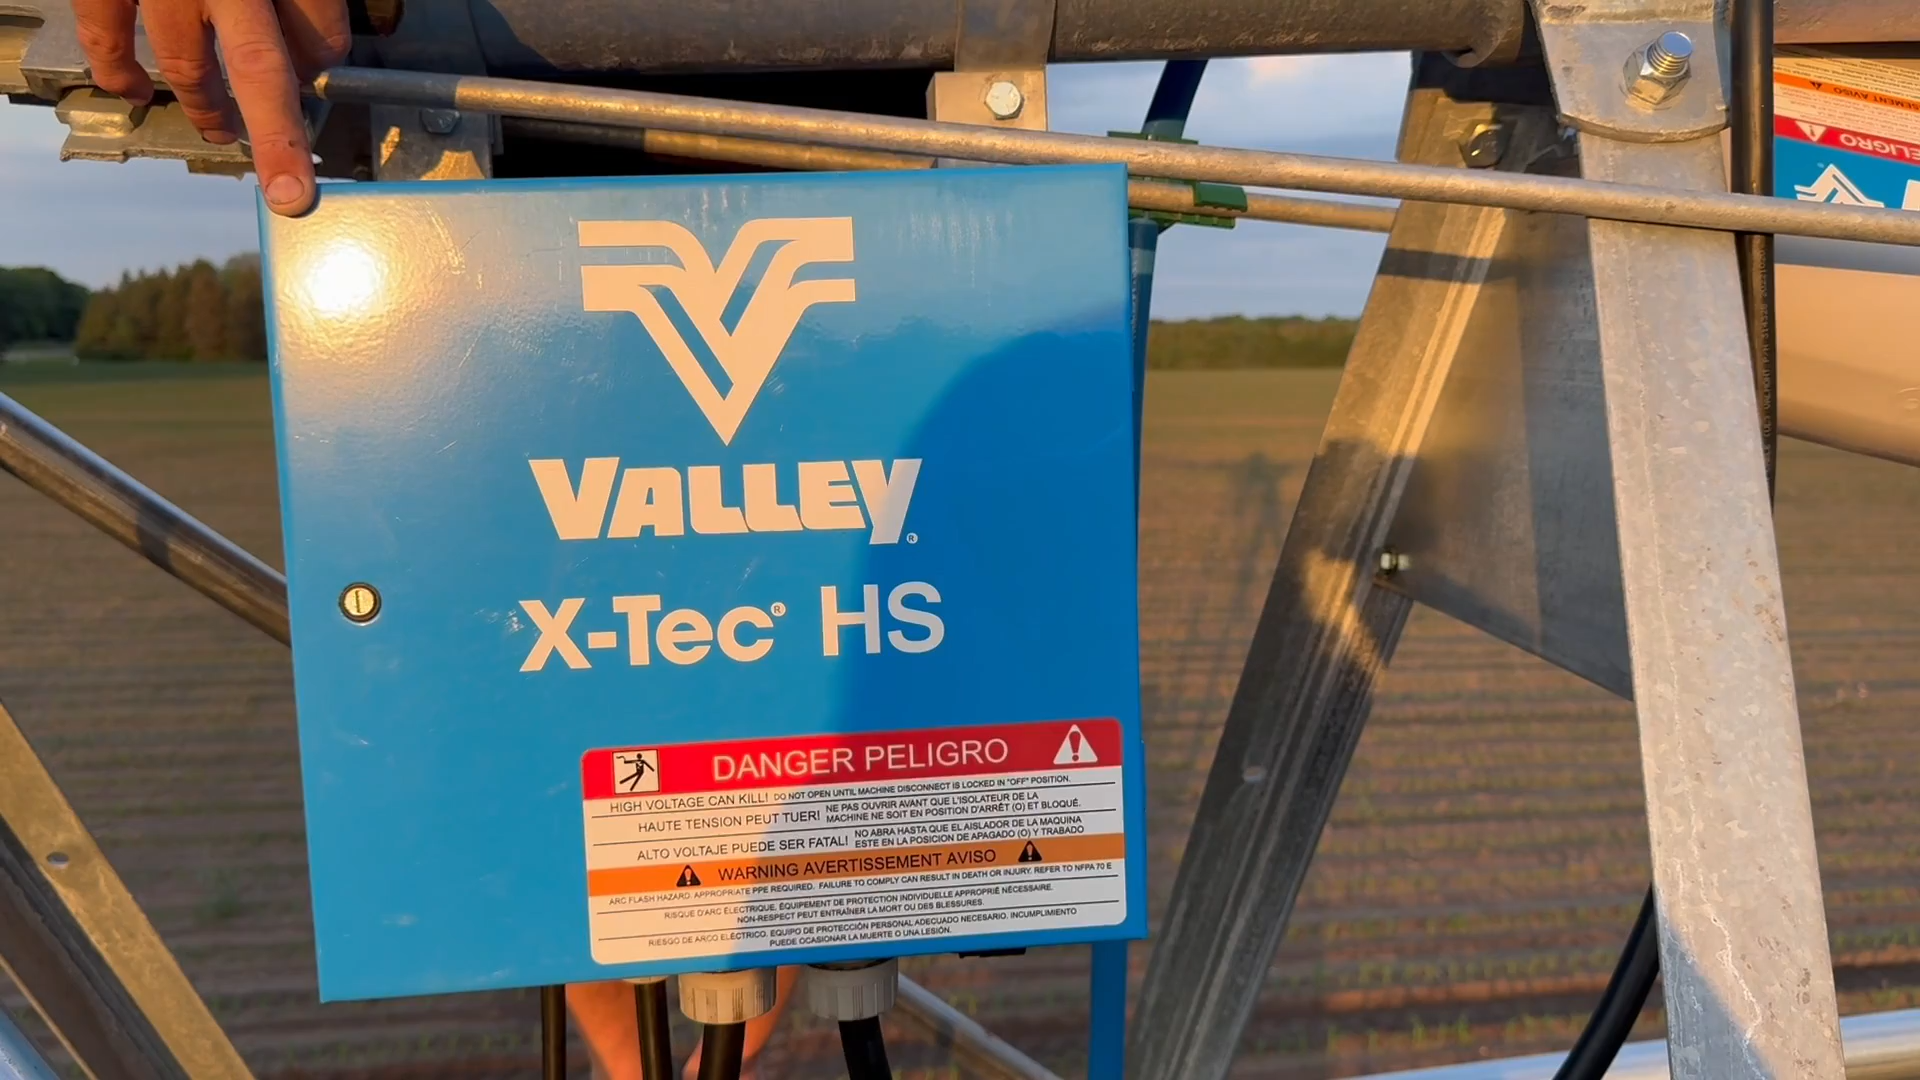 VALLEY®
X-Tec® HS
DANGER PELIGRO
HIGH VOLTAGE CAN KILL! DO NOT OPEN UNTIL MACHINE DISCONNECT IS LOCKED IN "OFF" POSITION.
HAUTE TENSION PEUT TUER! NE PAS OUVRIR AVANT QUE L'ISOLATEUR DE LA
MACHINE NE SOIT EN POSITION D'ARRÊT (O) ET BLOQUÉ.
ALTO VOLTAJE PUEDE SER FATAL! NO ABRA HASTA QUE EL AISLADOR DE LA MAQUINA
ESTE EN LA POSICION DE APAGADO (O) Y TRABADO
WARNING AVERTISSEMENT AVISO
ARC FLASH HAZARD. APPROPRIATE PPE REQUIRED. FAILURE TO COMPLY CAN RESULT IN DEATH OR INJURY. REFER TO NFPA 70 E
RISQUE D'ARC ÉLECTRIQUE. ÉQUIPEMENT DE PROTECTION INDIVIDUELLE APPROPRIÉ NÉCESSAIRE.
NON-RESPECT PEUT ENTRAÎNER LA MORT OU DES BLESSURES.
RIESGO DE ARCO ELÉCTRICO. EQUIPO DE PROTECCIÓN PERSONAL ADECUADO NECESARIO. INCUMPLIMIENTO
PUEDE OCASIONAR LA MUERTE O UNA LESIÓN.
SEMENT AVISO
ELIGRO